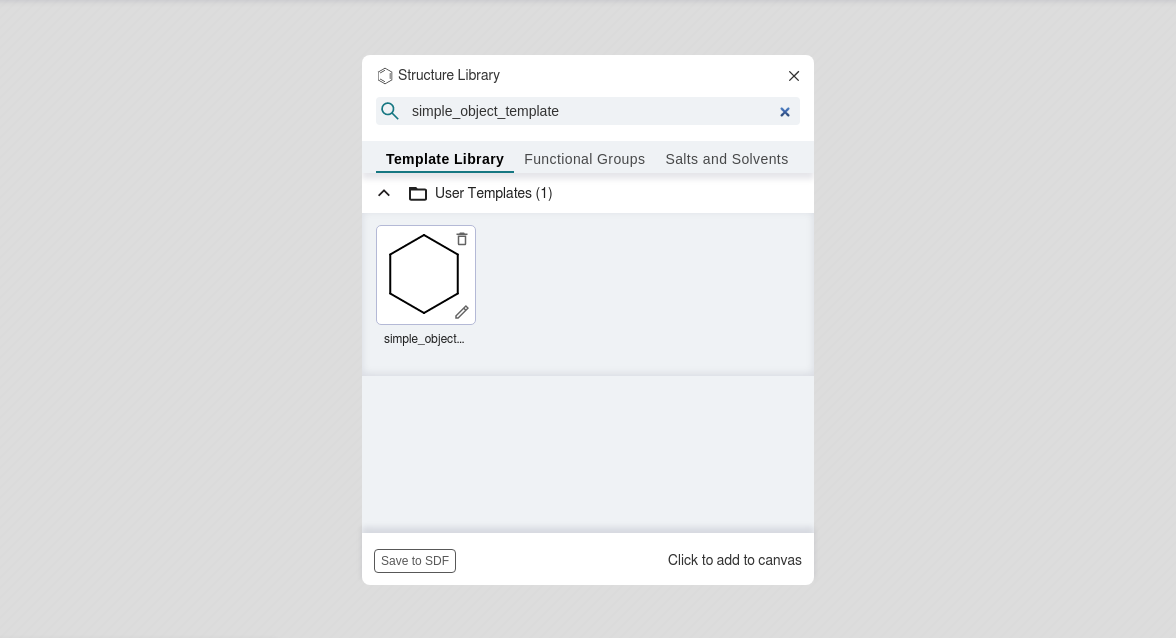 Structure Library
simple_object_template
Template Library Functional Groups Salts and Solvents
User Templates (1)
simple_object...
Save to SDF Click to add to canvas